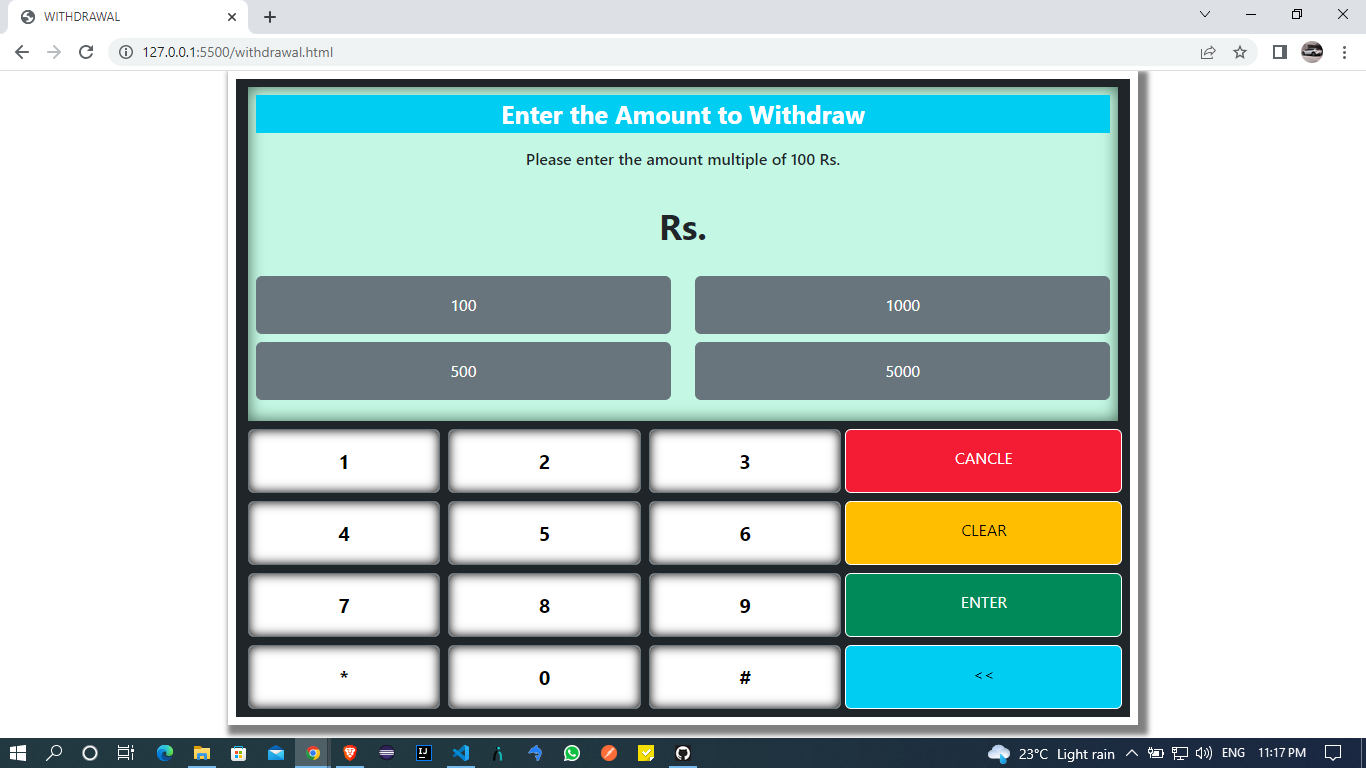 WITHDRAWAL
127.0.0.1:5500/withdrawal.html
Enter the Amount to Withdraw
Please enter the amount multiple of 100 Rs.
Rs.
100 1000
500 5000
1 2 3 CANCLE
4 5 6 CLEAR
7 8 9 ENTER
* 0 # <<
23°C Light rain ENG 11:17 PM